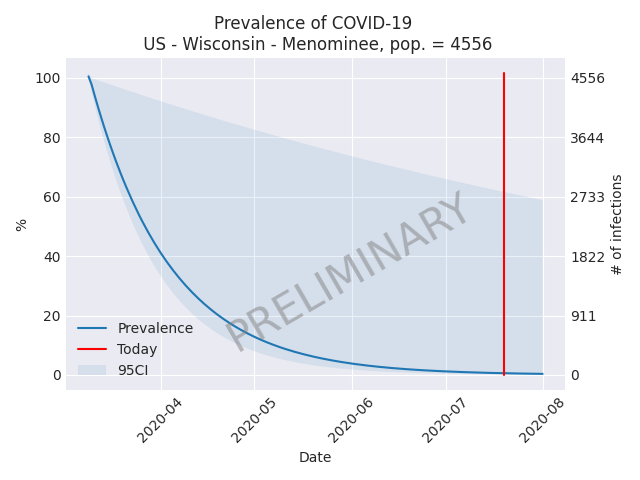 Prevalence of COVID-19
US - Wisconsin - Menominee, pop. = 4556
100
80
60
40
20
0
%
4556
3644
2733
1822
911
0
# of infections
PRELIMINARY
Prevalence
Today
95CI
2020-04
2020-05
2020-06
2020-07
2020-08
Date